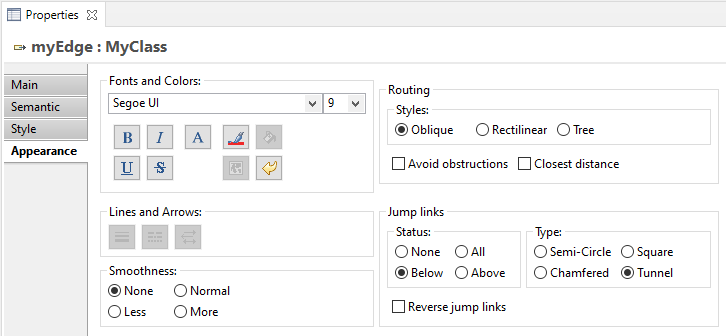 Properties
myEdge : MyClass
Main
Semantic
Style
Appearance
Fonts and Colors:
Segoe UI
9
B I A
U S
Lines and Arrows:
Smoothness:
None Normal
Less More
Routing
Styles:
Oblique Rectilinear Tree
Avoid obstructions Closest distance
Jump links
Status:
None All
Below Above
Type:
Semi-Circle Square
Chamfered Tunnel
Reverse jump links